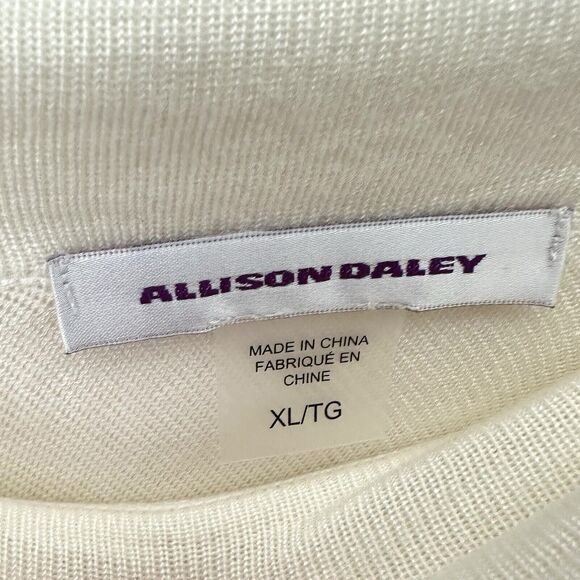 ALLISON DALEY
MADE IN CHINA
FABRIQUÉ EN
CHINE
XL/TG